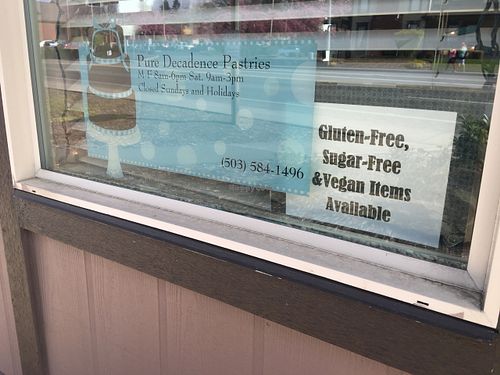 Pure Decadence Pastries
M-F 8am-6pm Sat. 9am-3pm
Closed Sundays and Holidays
(503) 584-1496
Gluten-Free,
Sugar-Free
&Vegan Items
Available